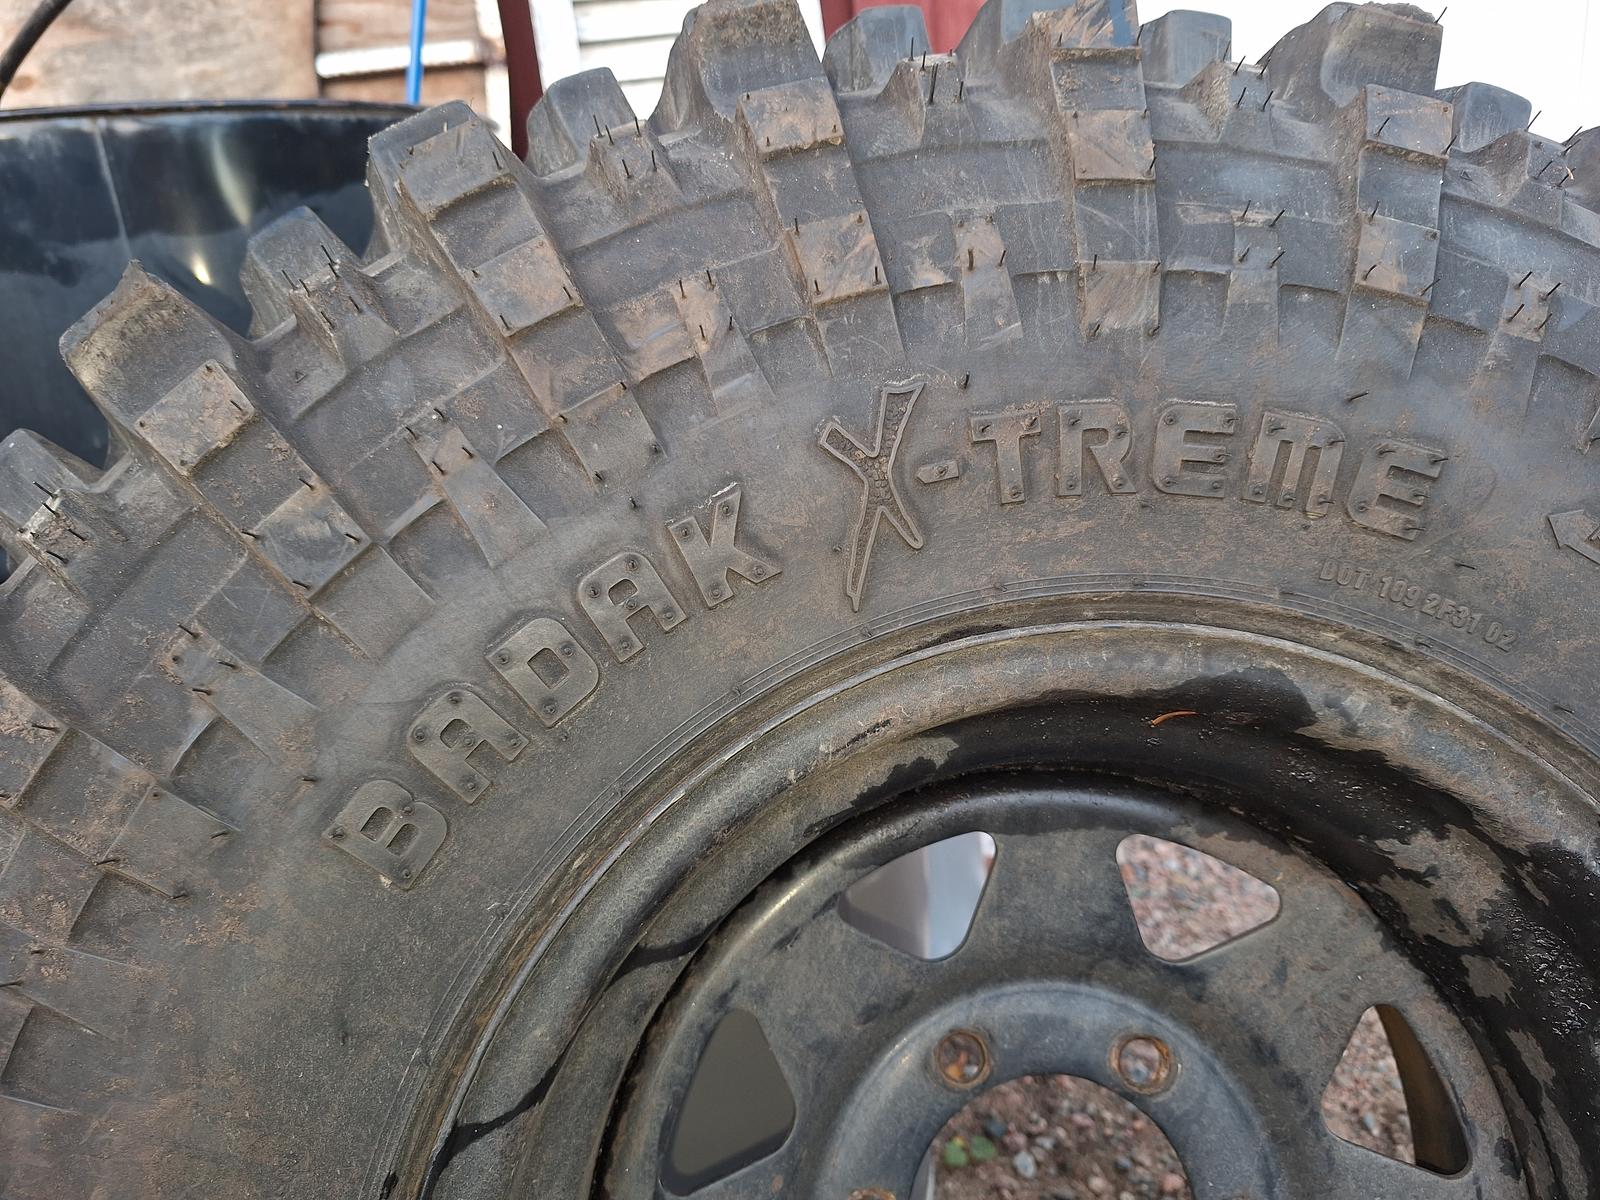 BADAK X-TREME
DOT 109 2F31 02